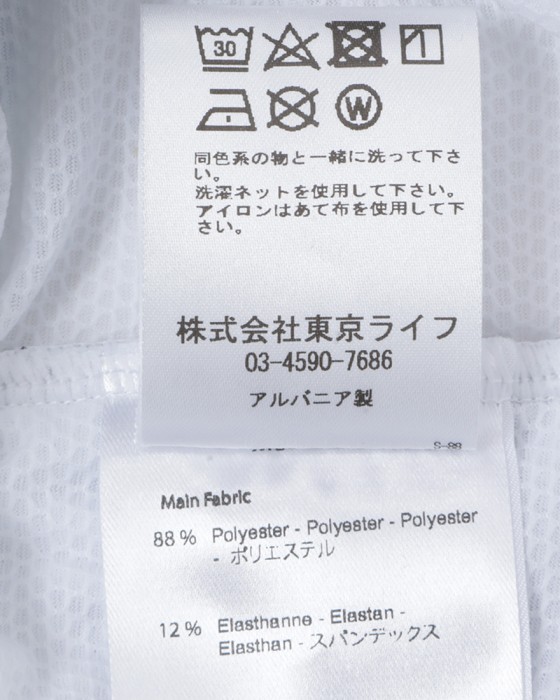 30
W
同色系の物と一緒に洗って下さ
い。
洗濯ネットを使用して下さい。
アイロンはあて布を使用して下
さい。
株式会社東京ライフ
03-4590-7686
アルバニア製
S-88
Main Fabric
88 % Polyester - Polyester - Polyester
- ポリエステル
12 % Elasthanne - Elastan -
Elasthan - スパンデックス